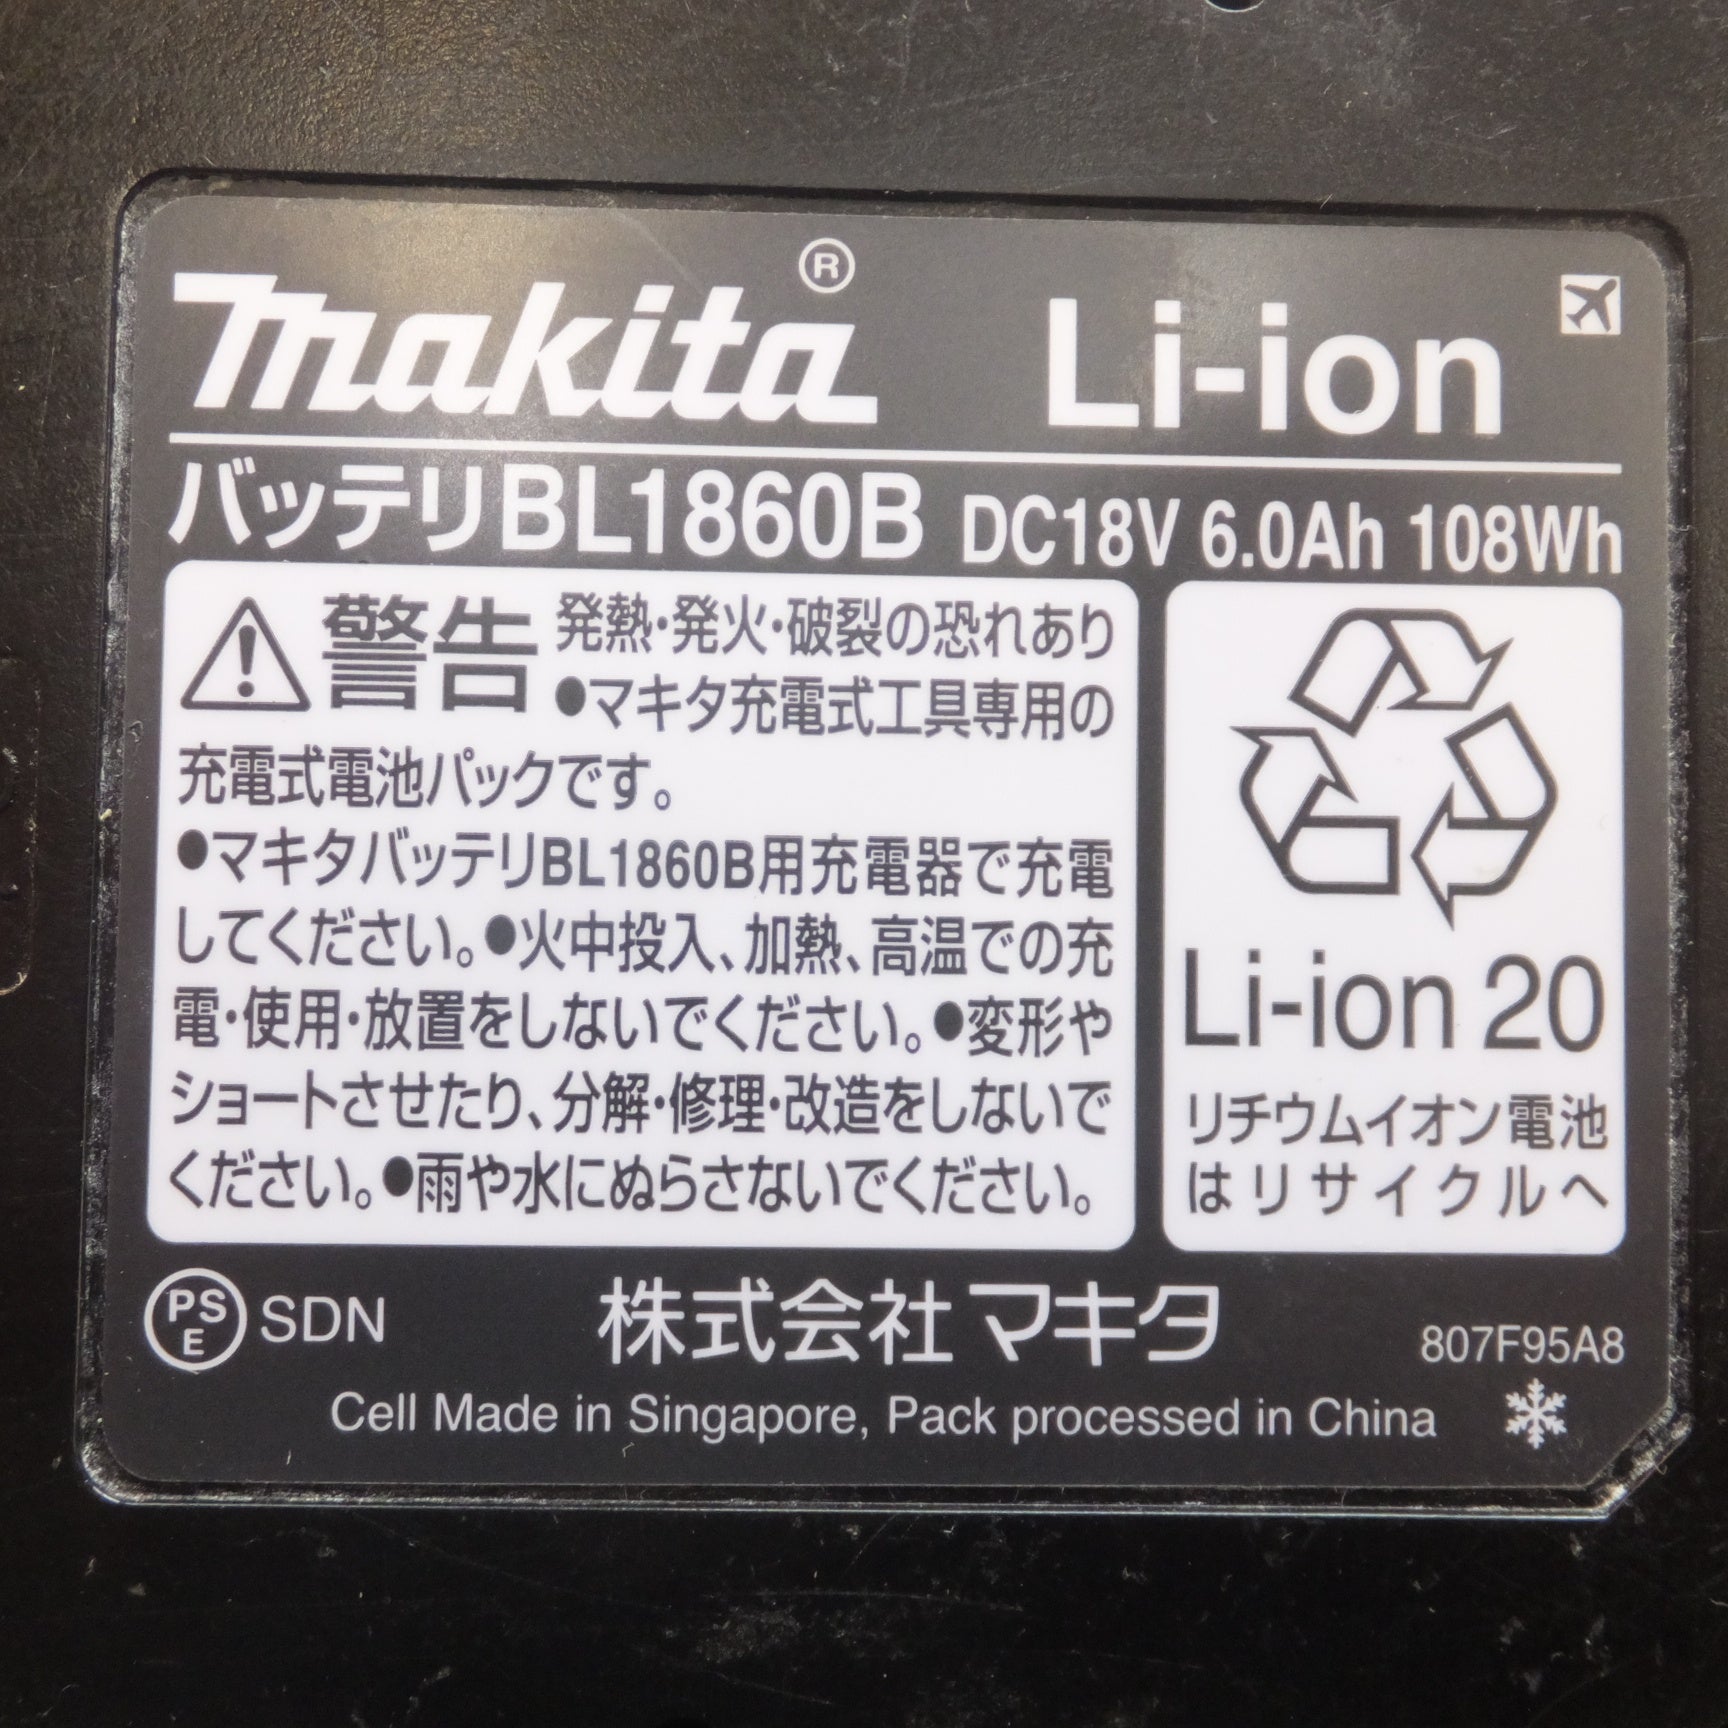 makita® Li-ion
バッテリBL1860B DC18V 6.0Ah 108Wh
警告 発熱・発火・破裂の恐れあり
●マキタ充電式工具専用の
充電式電池パックです。
●マキタバッテリBL1860B用充電器で充電
してください。●火中投入、加熱、高温での充
電・使用・放置をしないでください。●変形や
ショートさせたり、分解・修理・改造をしないで
ください。●雨や水にぬらさないでください。
Li-ion 20
リチウムイオン電池
はリサイクルへ
PS
E
SDN
株式会社マキタ
807F95A8
Cell Made in Singapore, Pack processed in China